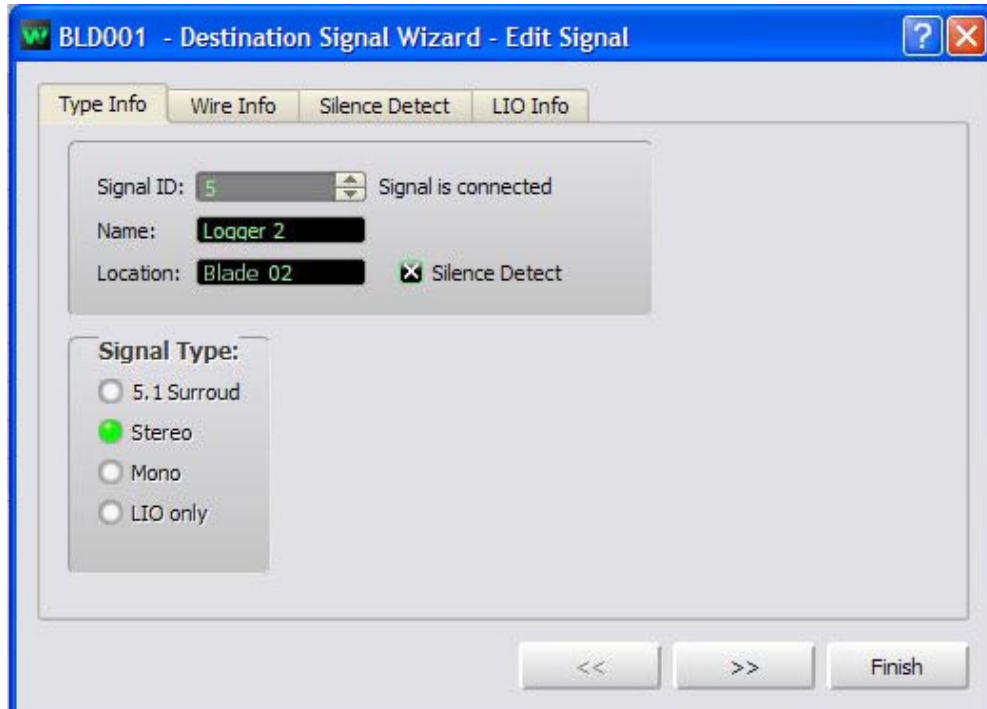 BLD001 - Destination Signal Wizard - Edit Signal
Type Info Wire Info Silence Detect LIO Info
Signal ID: 5 Signal is connected
Name: Logger 2
Location: Blade 02 Silence Detect
Signal Type:
5.1 Surroud
Stereo
Mono
LIO only
<< >> Finish